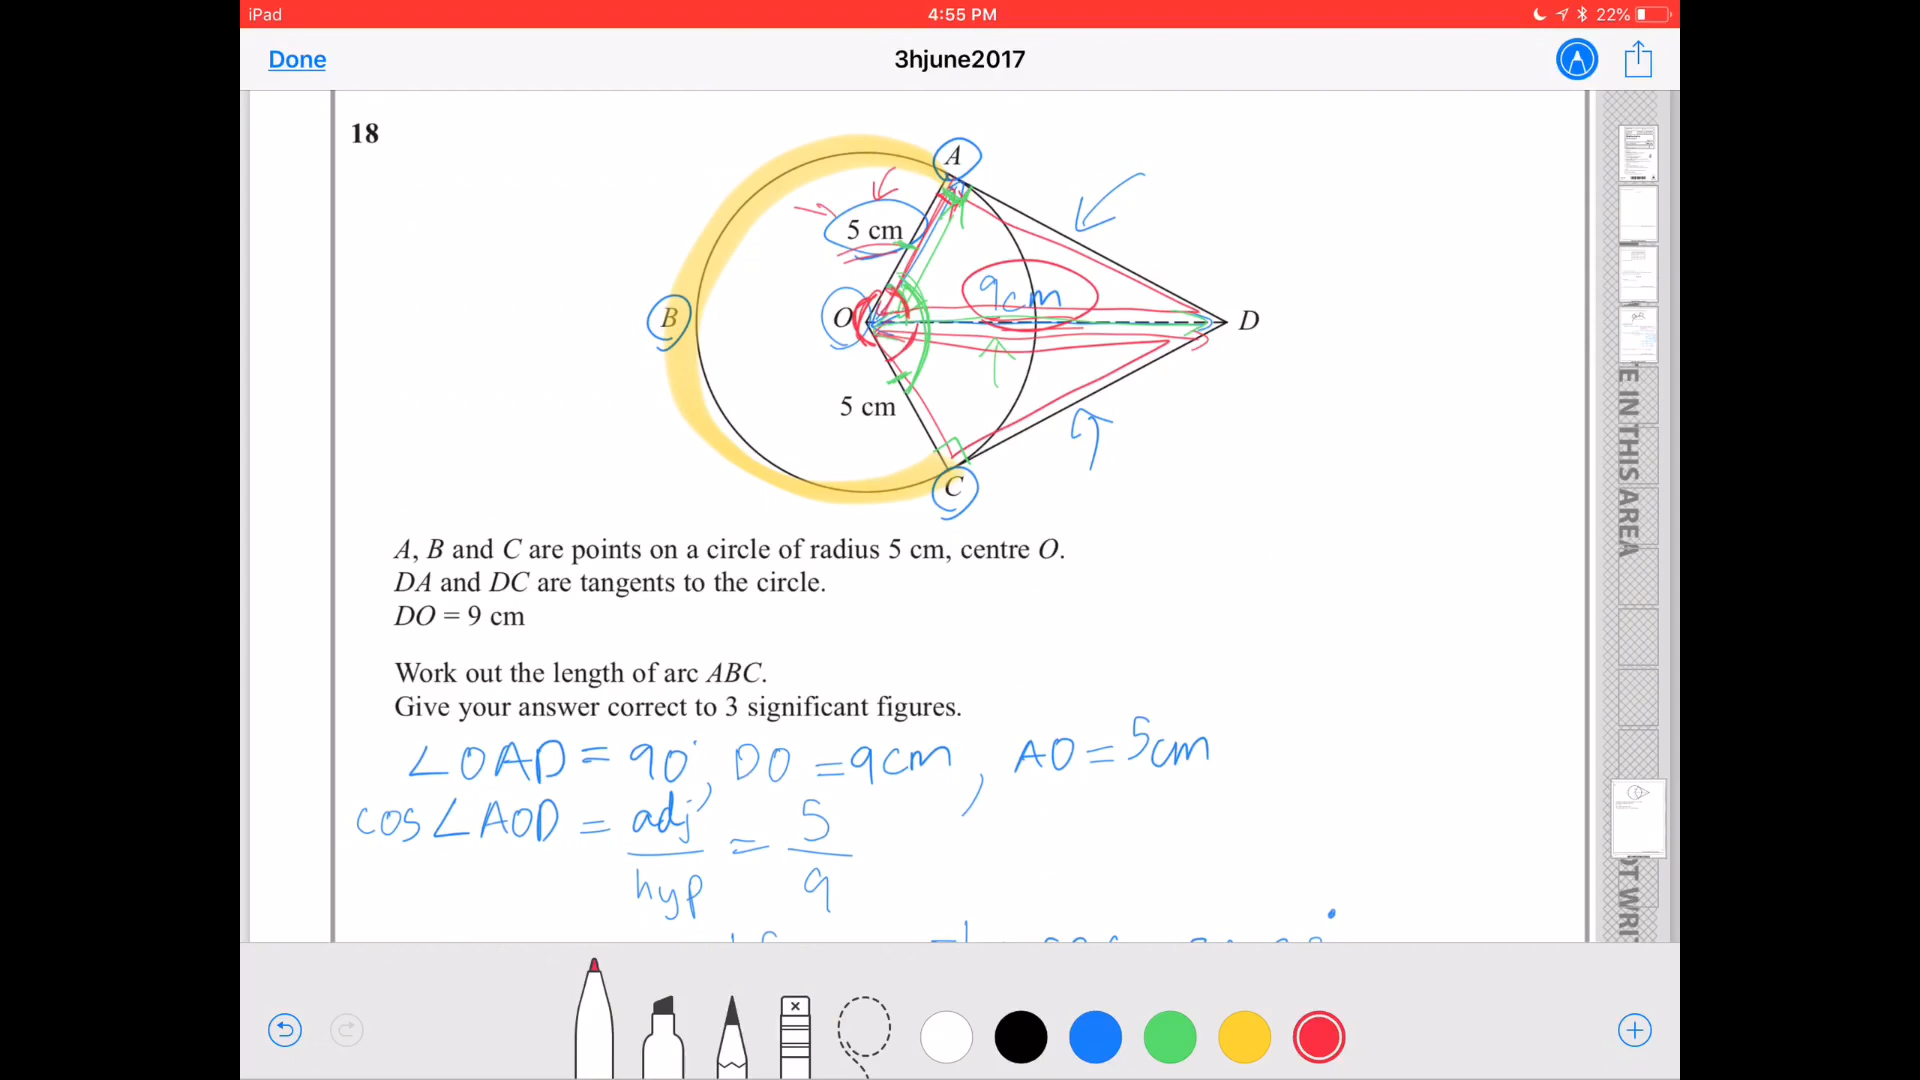 iPad
4:55 PM
22%
Done
3hjune2017
18
A
5 cm
9cm
B
O
D
5 cm
C
A, B and C are points on a circle of radius 5 cm, centre O.
DA and DC are tangents to the circle.
DO = 9 cm
Work out the length of arc ABC.
Give your answer correct to 3 significant figures.
∠OAD = 90°, DO = 9cm, AO = 5cm
cos∠AOD = adj/hyp = 5/9
E IN THIS AREA
OT WRI